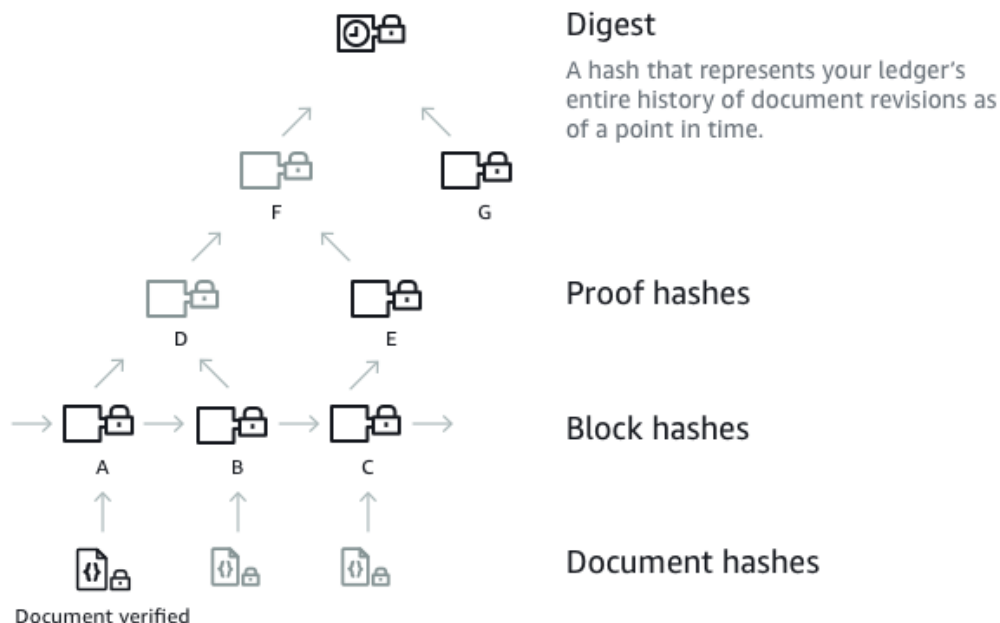 Digest
A hash that represents your ledger's
entire history of document revisions as
of a point in time.
F
G
Proof hashes
D
E
Block hashes
A
B
C
{}
{}
{}
Document hashes
Document verified